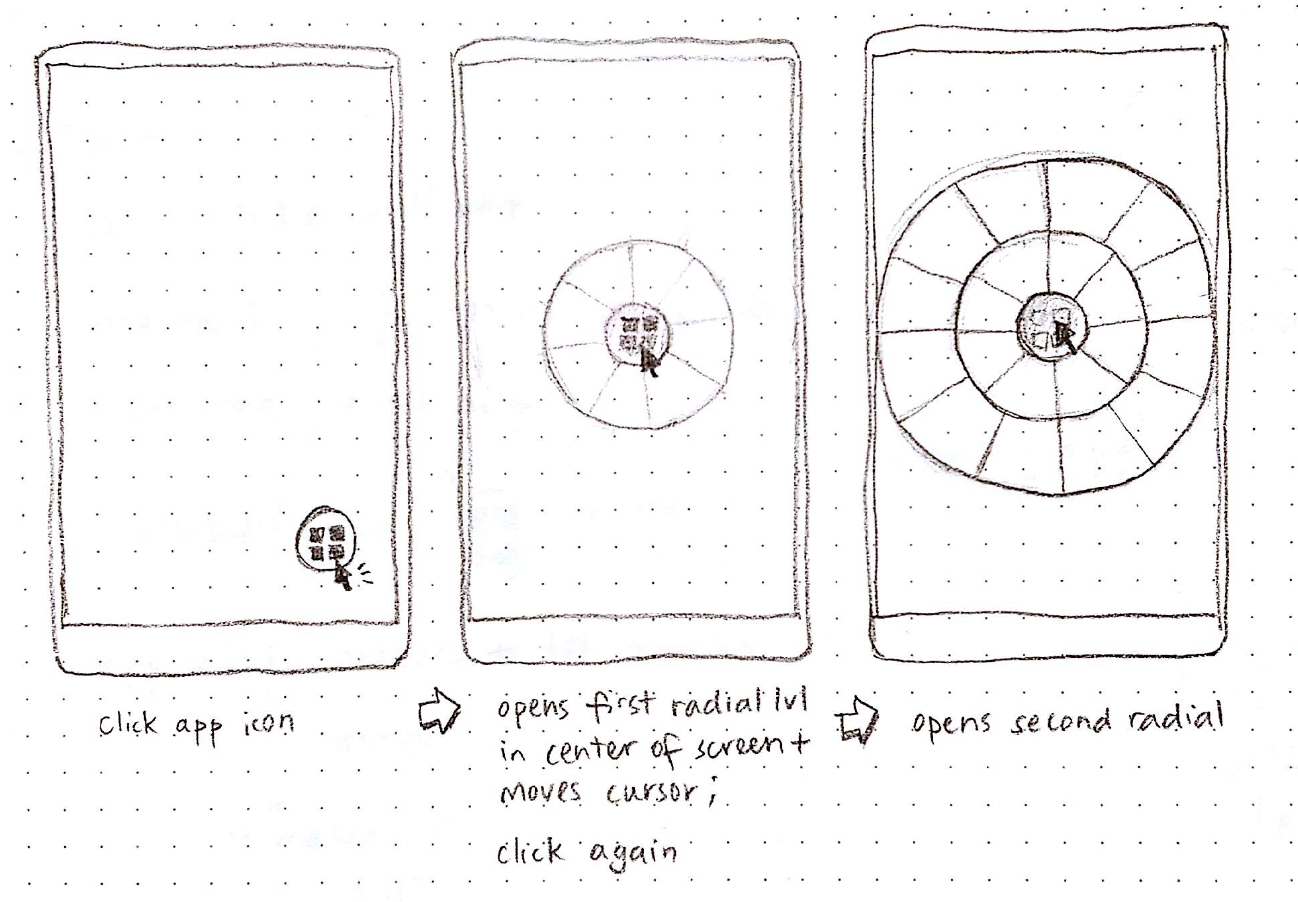 click app icon
opens first radial lvl
in center of screen +
moves cursor;
click again
opens second radial